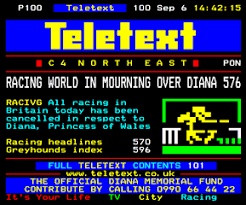 P100 Teletext 100 Sep 6 14:42:15
Teletext
C4 NORTH EAST
PON
RACING WORLD IN MOURNING OVER DIANA 576
RACIVG All racing in
Britain today has been
cancelled in respect to
Diana, Princess of Wales
Racing headlines 570
Greyhounds index 596
FULL TELETEXT CONTENTS 101
www.teletext.co.uk
THE OFFICIAL DIANA MEMORIAL FUND
CONTRIBUTE BY CALLING 0990 66 44 22
It's Your Life TV City Racing